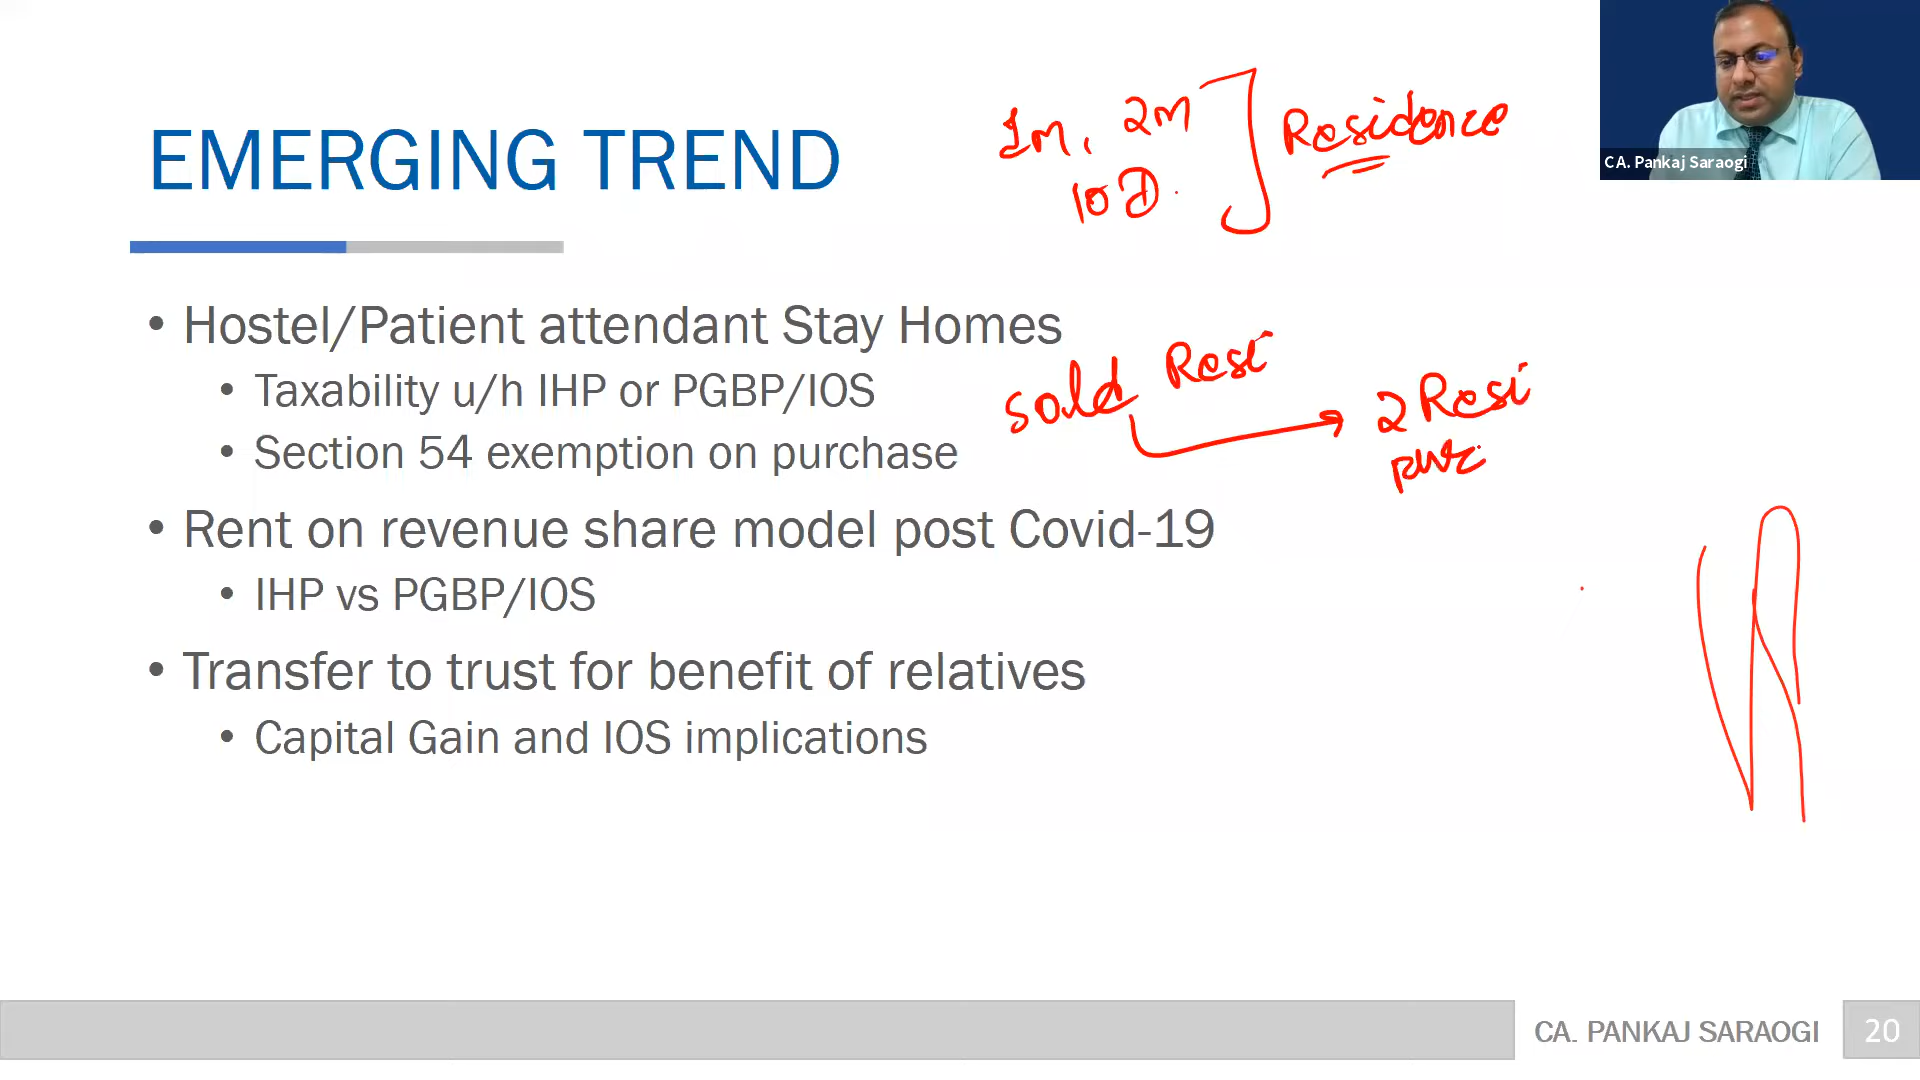 EMERGING TREND
1m, 2m
10D.
Residence
CA. Pankaj Saraogi
• Hostel/Patient attendant Stay Homes
• Taxability u/h IHP or PGBP/IOS
• Section 54 exemption on purchase
Sold Resi
2 Resi
• Rent on revenue share model post Covid-19
• IHP vs PGBP/IOS
• Transfer to trust for benefit of relatives
• Capital Gain and IOS implications
CA. PANKAJ SARAOGI
20